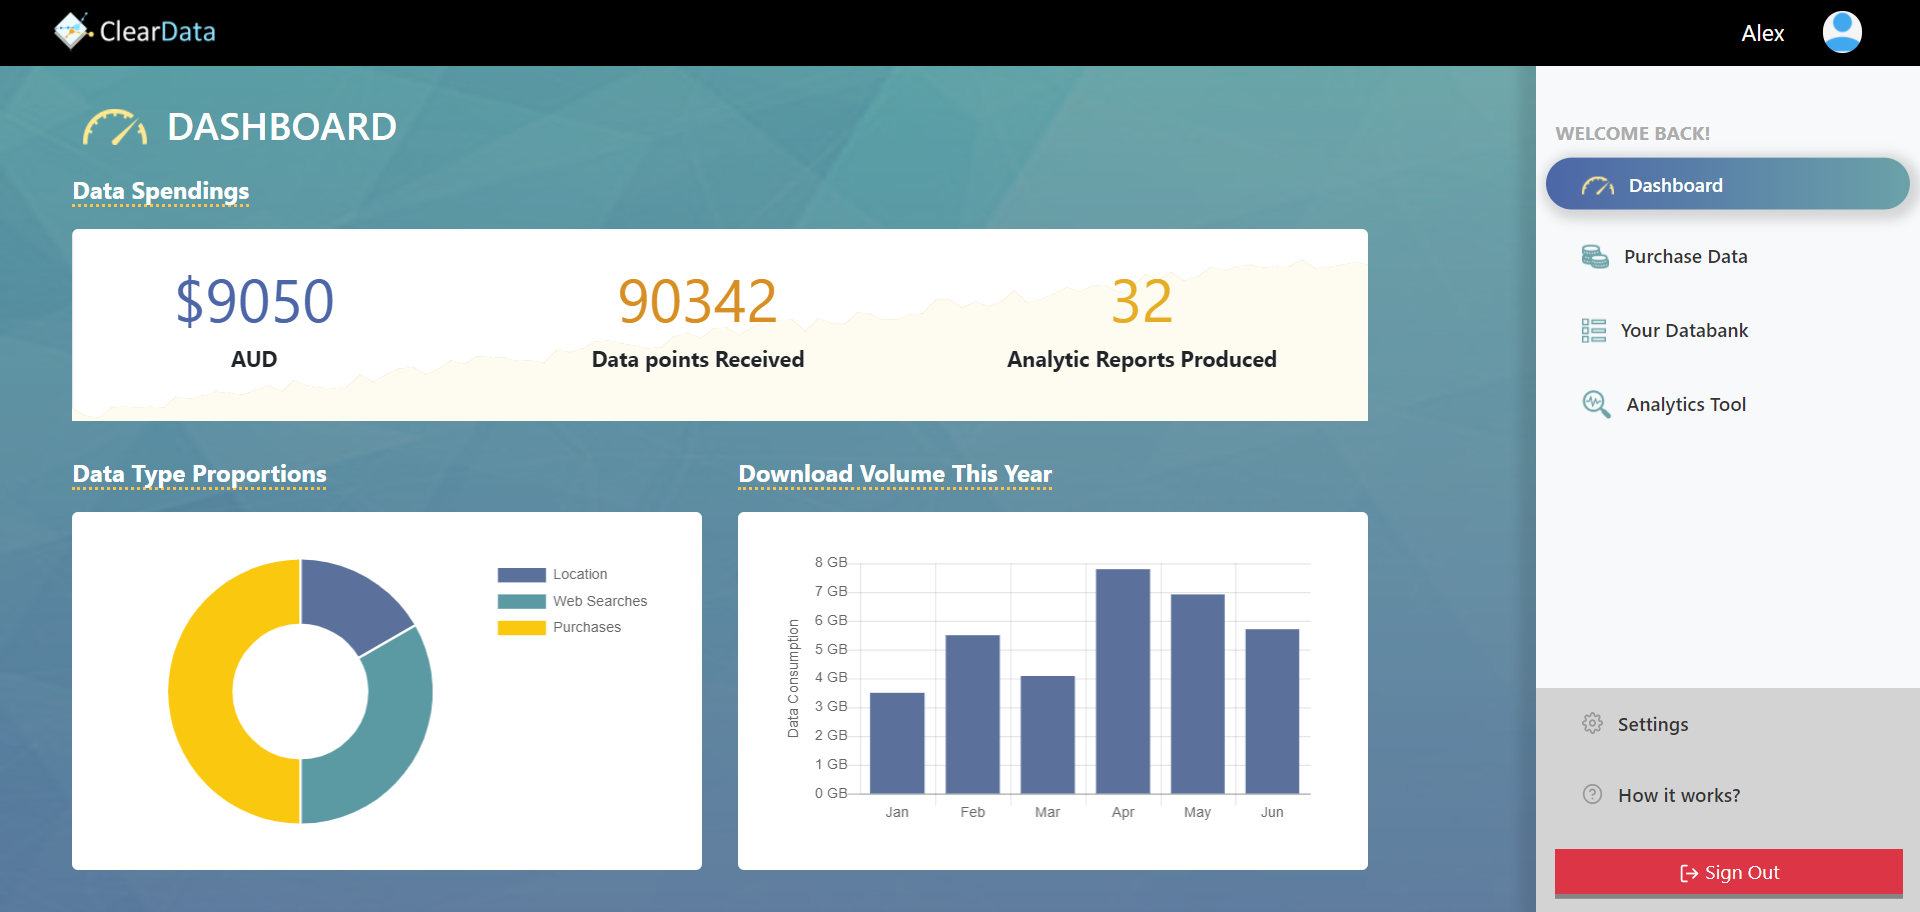 ClearData
Alex
DASHBOARD
Data Spendings
$9050
AUD
90342
Data points Received
32
Analytic Reports Produced
Data Type Proportions
Location
Web Searches
Purchases
Download Volume This Year
Data Consumption
8 GB
7 GB
6 GB
5 GB
4 GB
3 GB
2 GB
1 GB
0 GB
Jan Feb Mar Apr May Jun
WELCOME BACK!
Dashboard
Purchase Data
Your Databank
Analytics Tool
Settings
How it works?
Sign Out